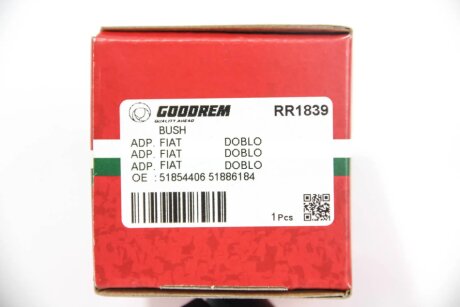 GOODREM RR1839
QUALITY AHEAD
BUSH
ADP. FIAT DOBLO
ADP. FIAT DOBLO
ADP. FIAT DOBLO
OE : 51854406 51886184
1 Pcs